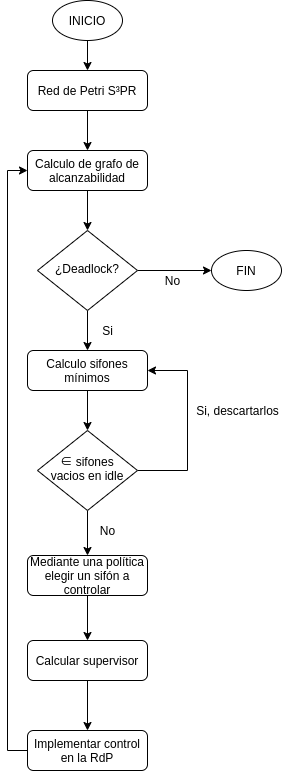 INICIO
Red de Petri S³PR
Calculo de grafo de
alcanzabilidad
¿Deadlock?
No
FIN
Si
Calculo sifones
mínimos
Si, descartarlos
∈ sifones
vacios en idle
No
Mediante una política
elegir un sifón a
controlar
Calcular supervisor
Implementar control
en la RdP